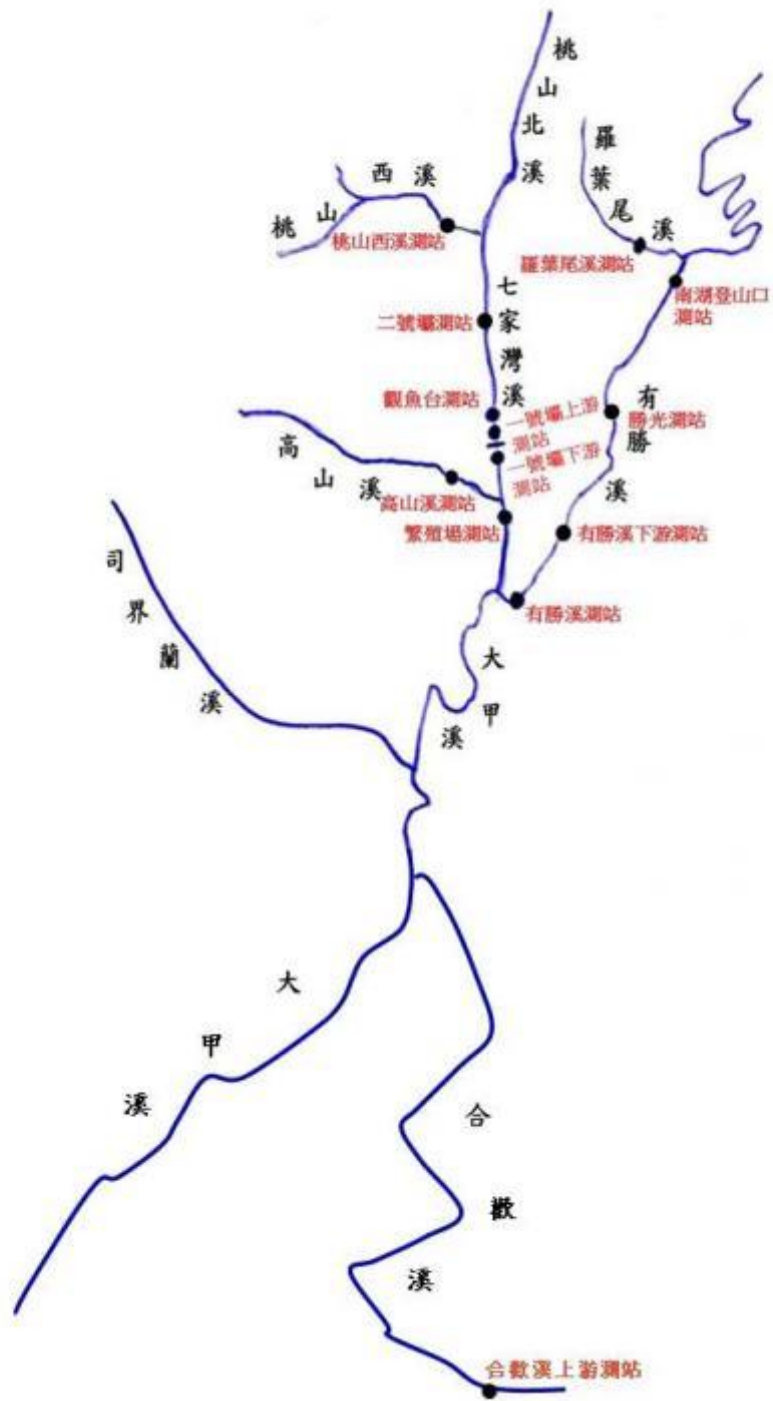 桃山北溪
羅葉尾溪
桃山西溪
桃山西溪測站
羅葉尾溪測站
南湖登山口
測站
七家灣溪
二號壩測站
觀魚台測站
一號壩上游
測站
一號壩下游
測站
有勝溪
勝光測站
高山溪
高山溪測站
繁殖場測站
有勝溪下游測站
有勝溪測站
司界蘭溪
大甲溪
大甲溪
合歡溪
合歡溪上游測站